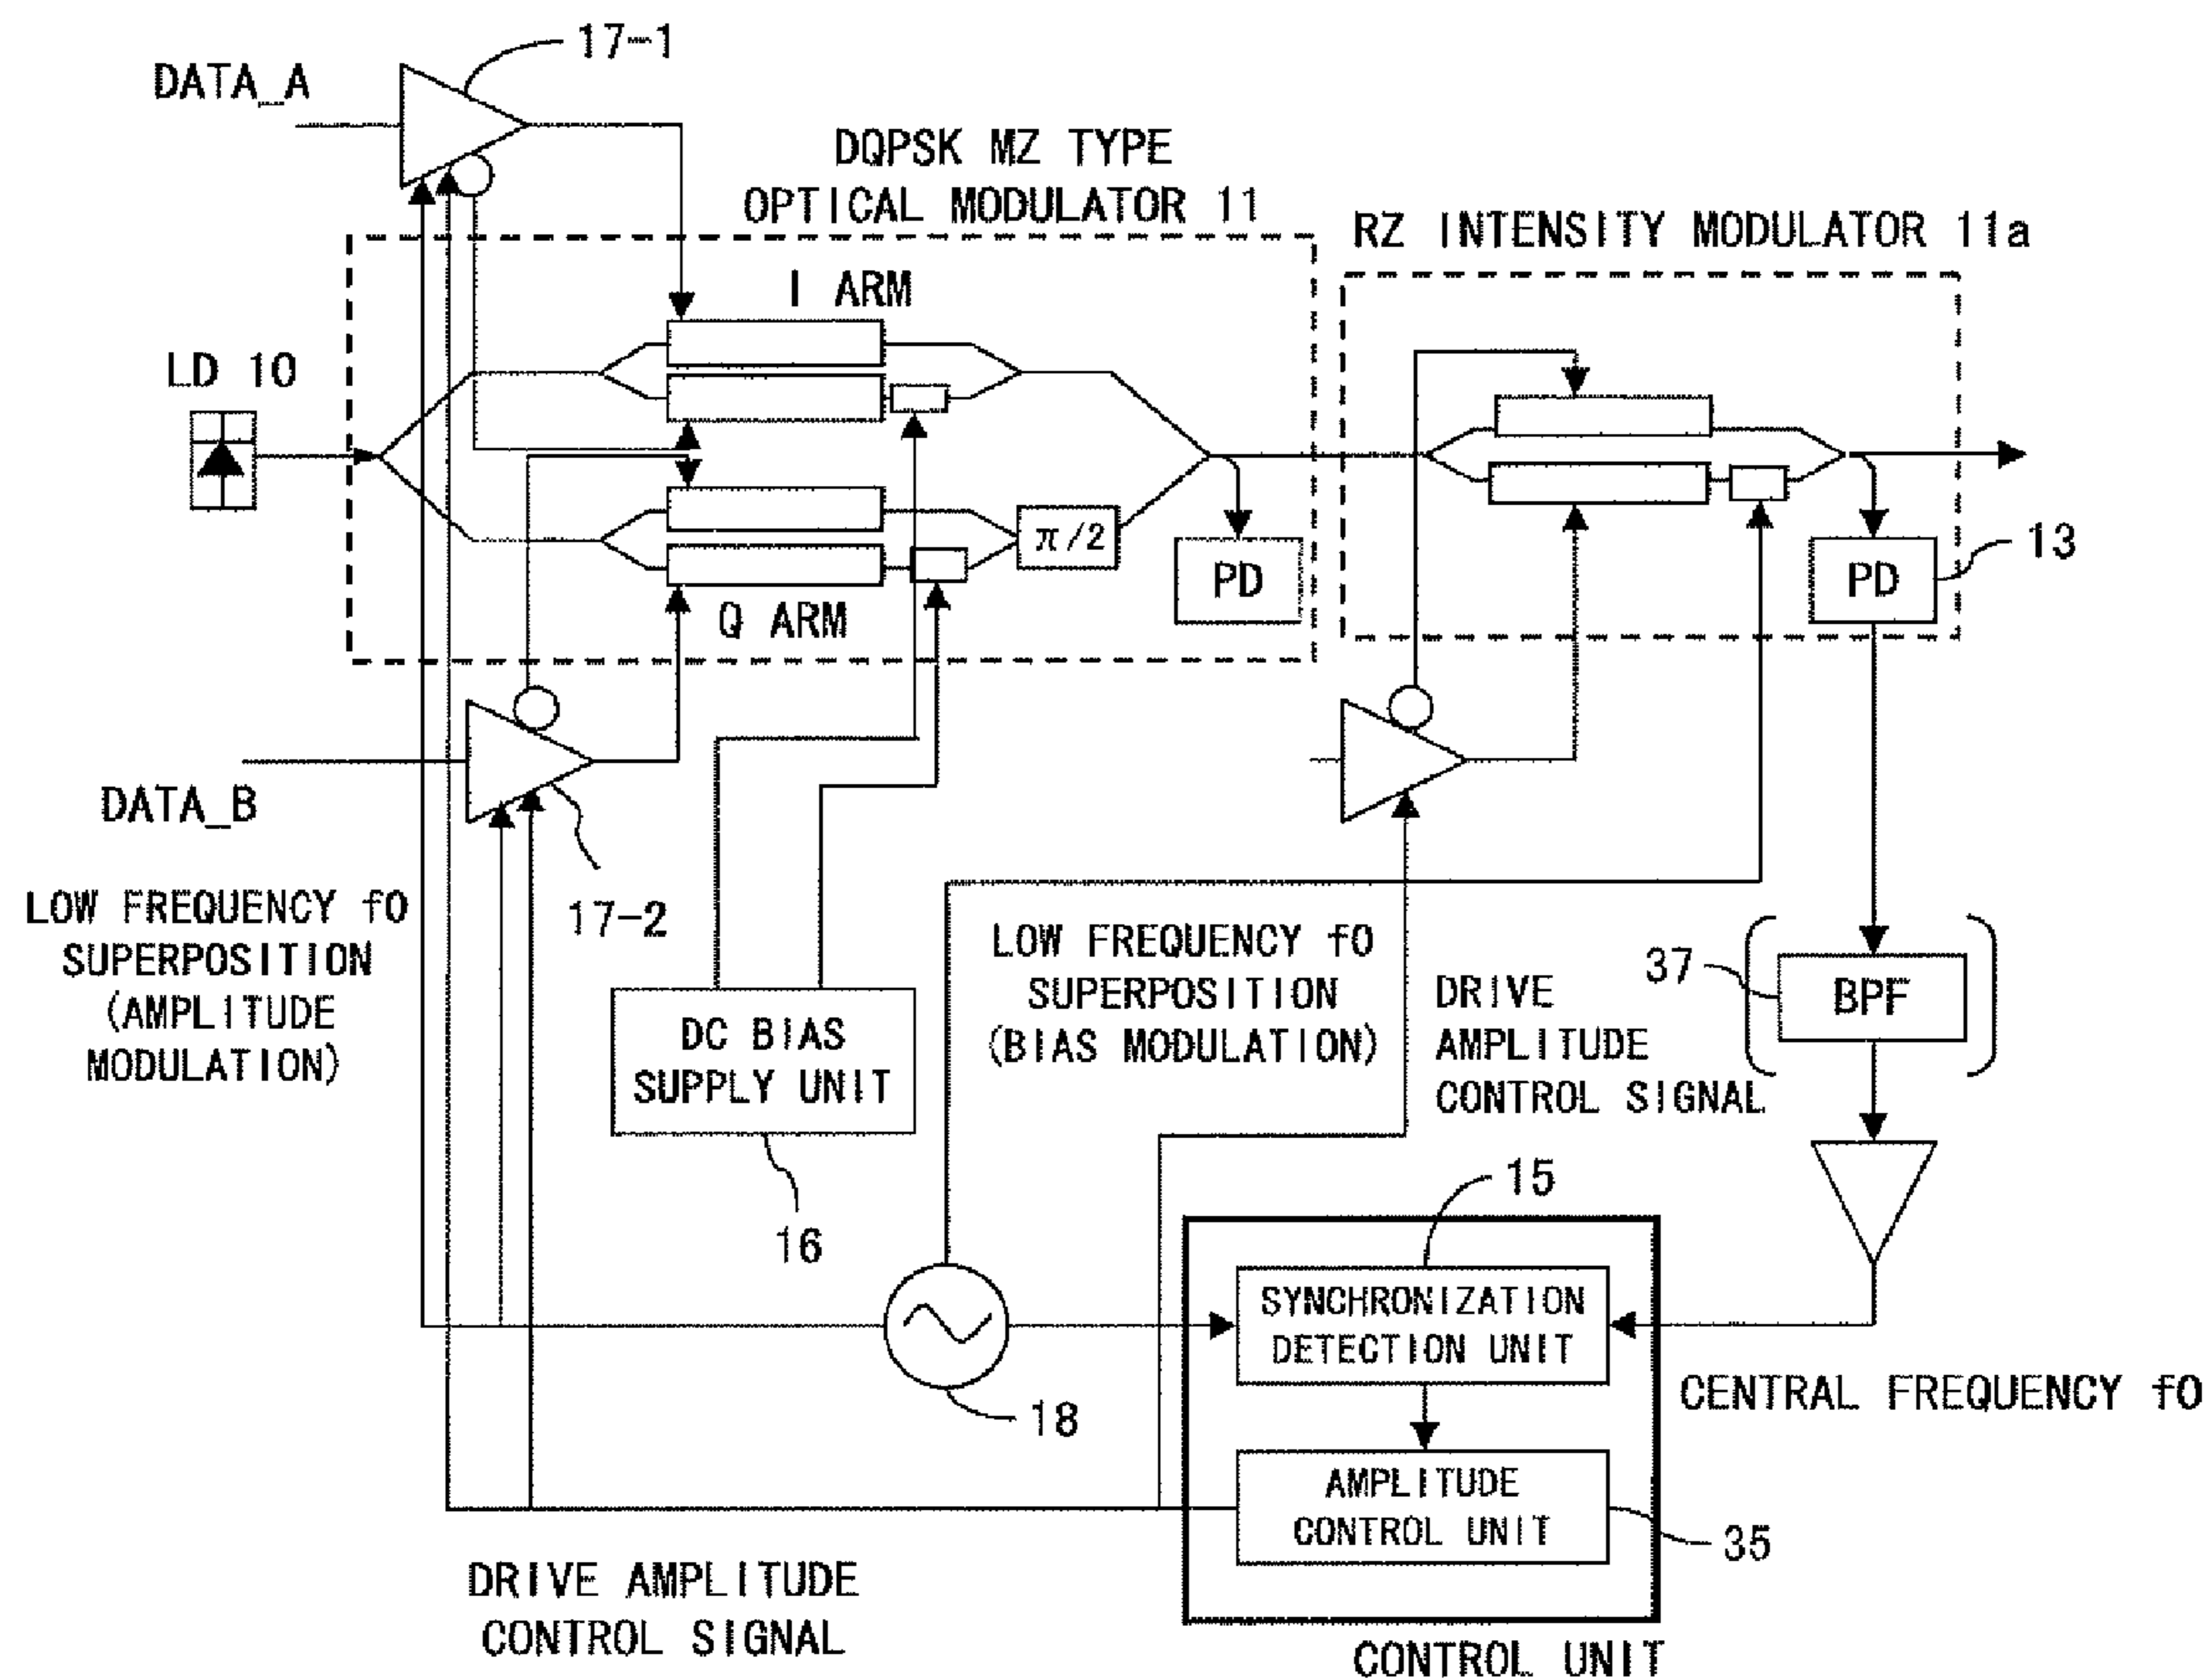 17-1
DATA_A
DQPSK MZ TYPE
OPTICAL MODULATOR 11
RZ INTENSITY MODULATOR 11a
I ARM
LD 10
π/2
PD
PD
13
Q ARM
DATA_B
17-2
LOW FREQUENCY f0
SUPERPOSITION
(AMPLITUDE
MODULATION)
LOW FREQUENCY f0
SUPERPOSITION
(BIAS MODULATION)
DRIVE
AMPLITUDE
CONTROL SIGNAL
37
BPF
DC BIAS
SUPPLY UNIT
16
15
SYNCHRONIZATION
DETECTION UNIT
18
CENTRAL FREQUENCY f0
AMPLITUDE
CONTROL UNIT
35
DRIVE AMPLITUDE
CONTROL SIGNAL
CONTROL UNIT